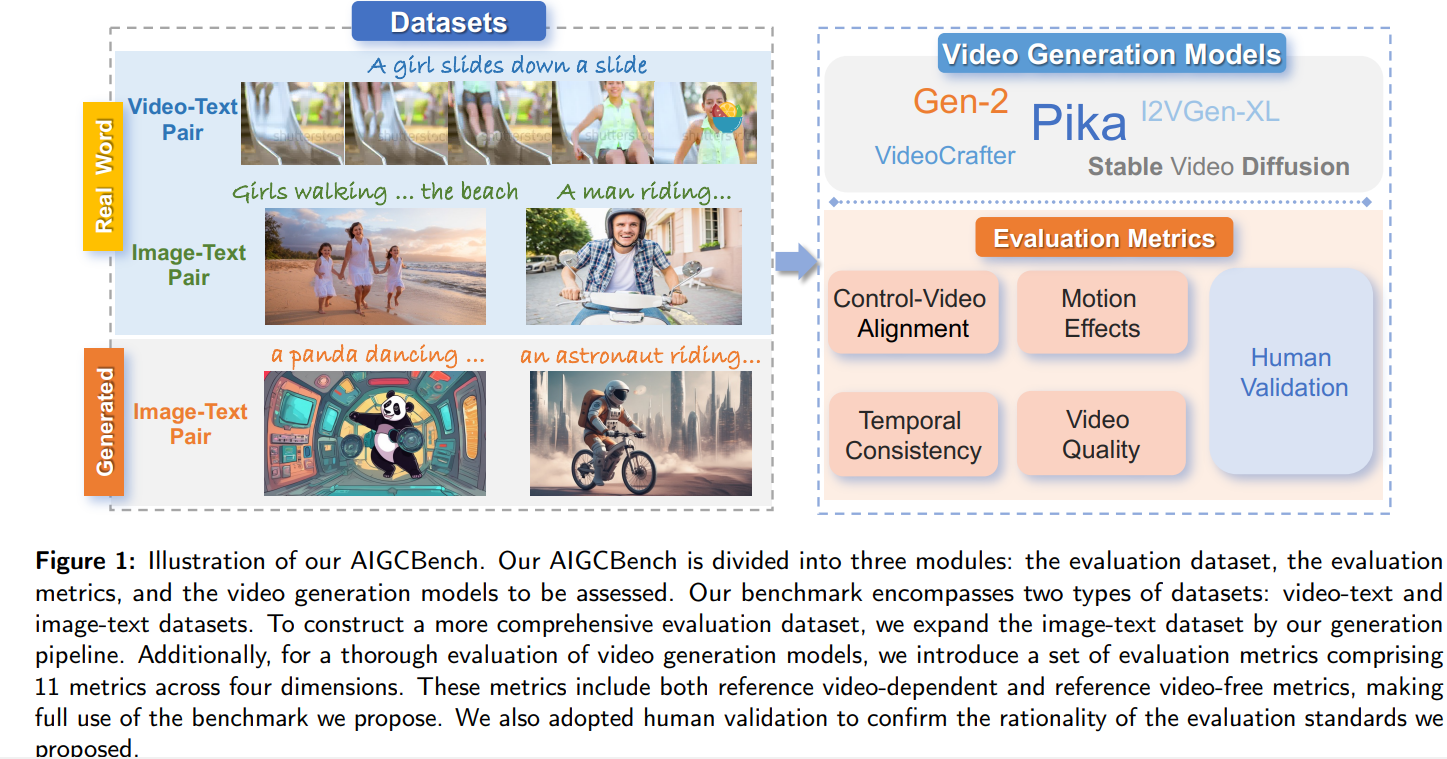 Datasets
A girl slides down a slide
Real Word
Video-Text
Pair
shutterstock
Girls walking ... the beach
A man riding...
Image-Text
Pair
a panda dancing ...
an astronaut riding...
Generated
Image-Text
Pair
Video Generation Models
Gen-2
Pika
I2VGen-XL
VideoCrafter
Stable Video Diffusion
Evaluation Metrics
Control-Video
Alignment
Motion
Effects
Temporal
Consistency
Video
Quality
Human
Validation
Figure 1: Illustration of our AIGCBench. Our AIGCBench is divided into three modules: the evaluation dataset, the evaluation
metrics, and the video generation models to be assessed. Our benchmark encompasses two types of datasets: video-text and
image-text datasets. To construct a more comprehensive evaluation dataset, we expand the image-text dataset by our generation
pipeline. Additionally, for a thorough evaluation of video generation models, we introduce a set of evaluation metrics comprising
11 metrics across four dimensions. These metrics include both reference video-dependent and reference video-free metrics, making
full use of the benchmark we propose. We also adopted human validation to confirm the rationality of the evaluation standards we
proposed.